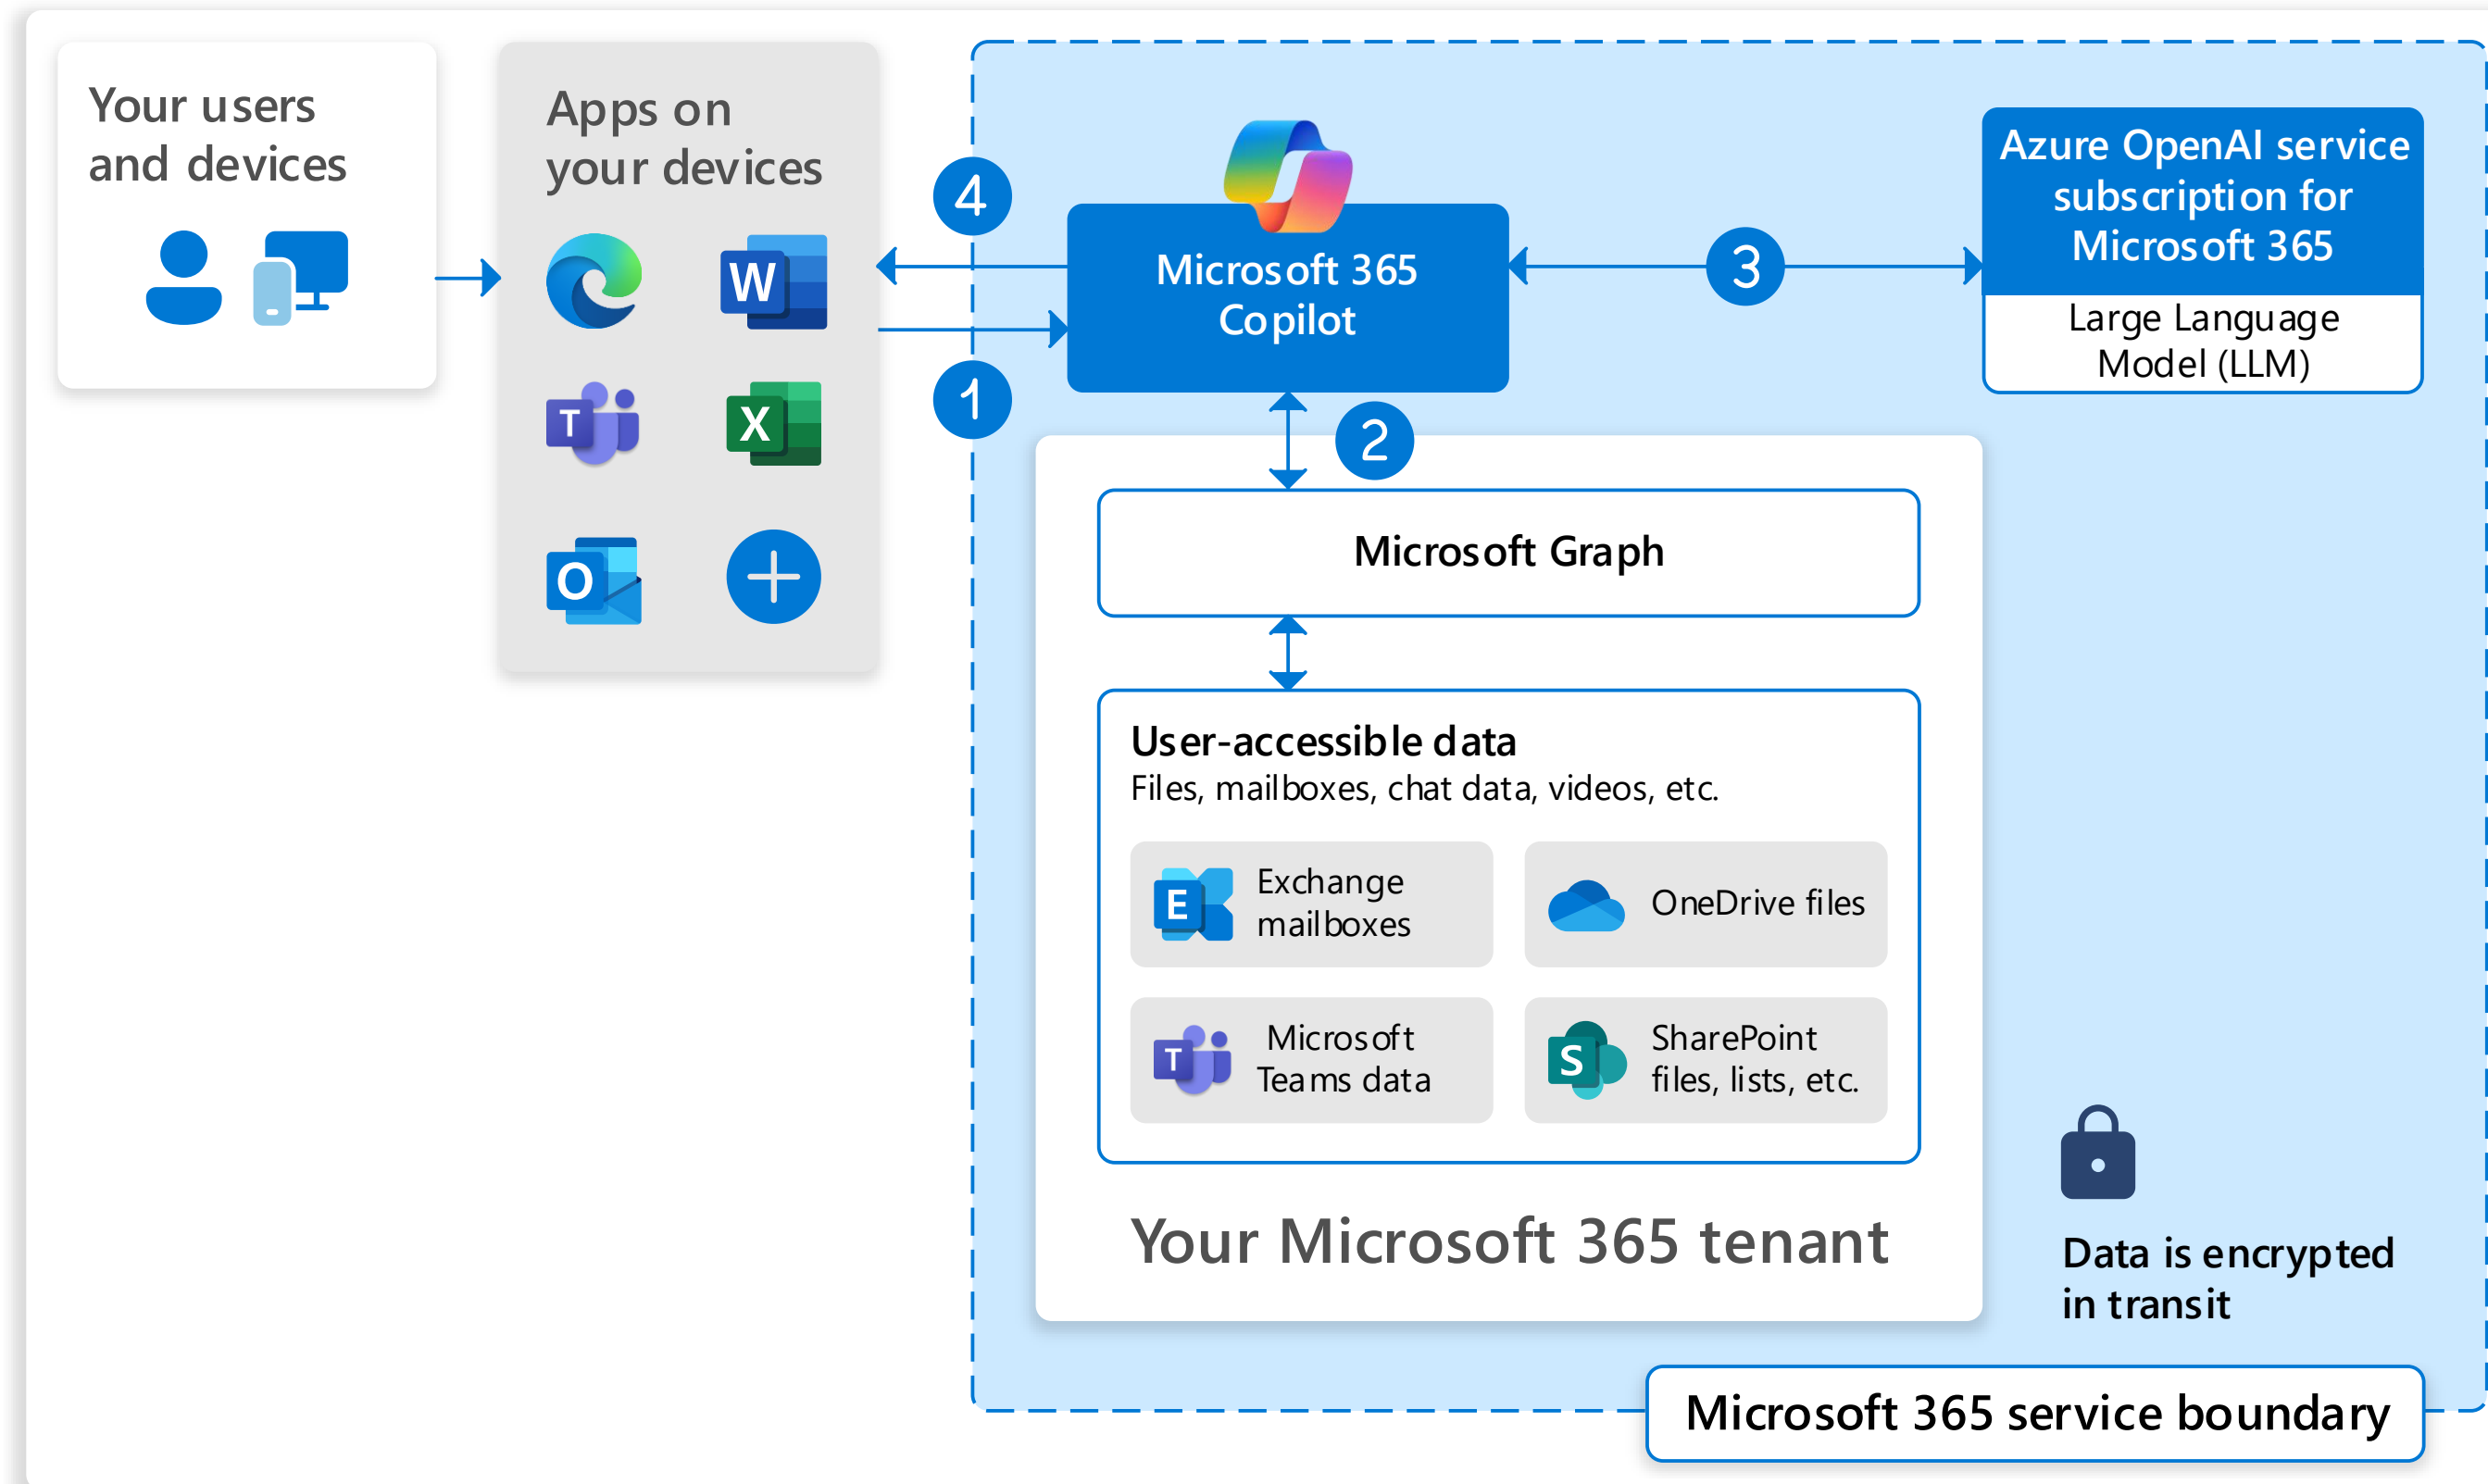 Your users
and devices
Apps on
your devices
W
T
X
O
4
1
Microsoft 365
Copilot
3
Azure OpenAI service
subscription for
Microsoft 365
Large Language
Model (LLM)
2
Microsoft Graph
User-accessible data
Files, mailboxes, chat data, videos, etc.
E
Exchange
mailboxes
OneDrive files
T
Microsoft
Teams data
S
SharePoint
files, lists, etc.
Your Microsoft 365 tenant
Data is encrypted
in transit
Microsoft 365 service boundary